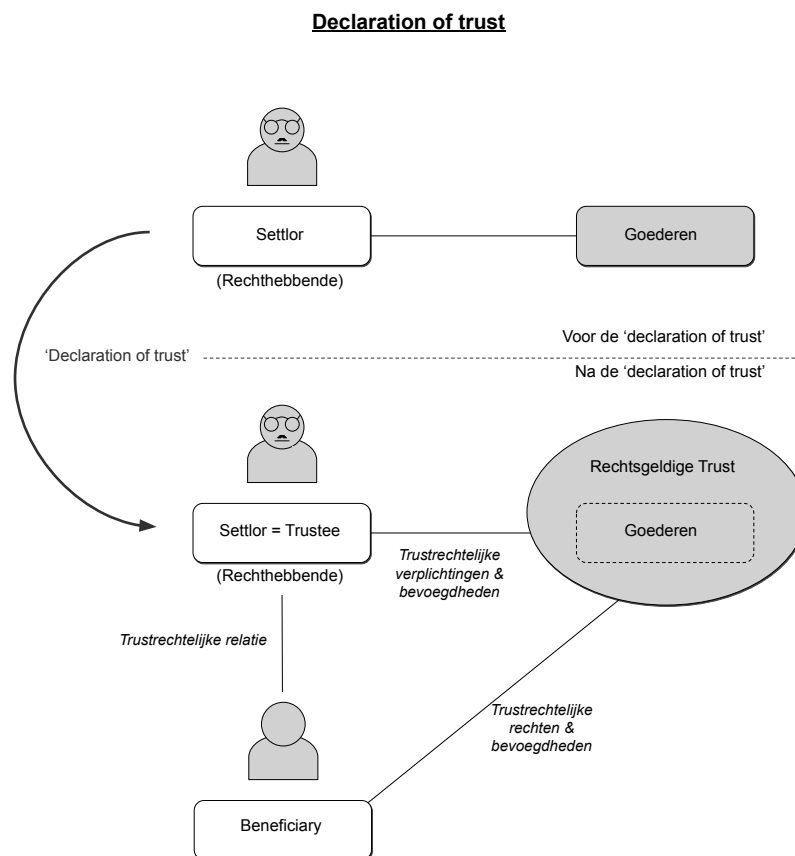 Declaration of trust
Settlor
Goederen
(Rechthebbende)
Voor de ‘declaration of trust’
‘Declaration of trust’
Na de ‘declaration of trust’
Rechtsgeldige Trust
Settlor = Trustee
Goederen
(Rechthebbende)
Trustrechtelijke
verplichtingen &
bevoegdheden
Trustrechtelijke relatie
Trustrechtelijke
rechten &
bevoegdheden
Beneficiary